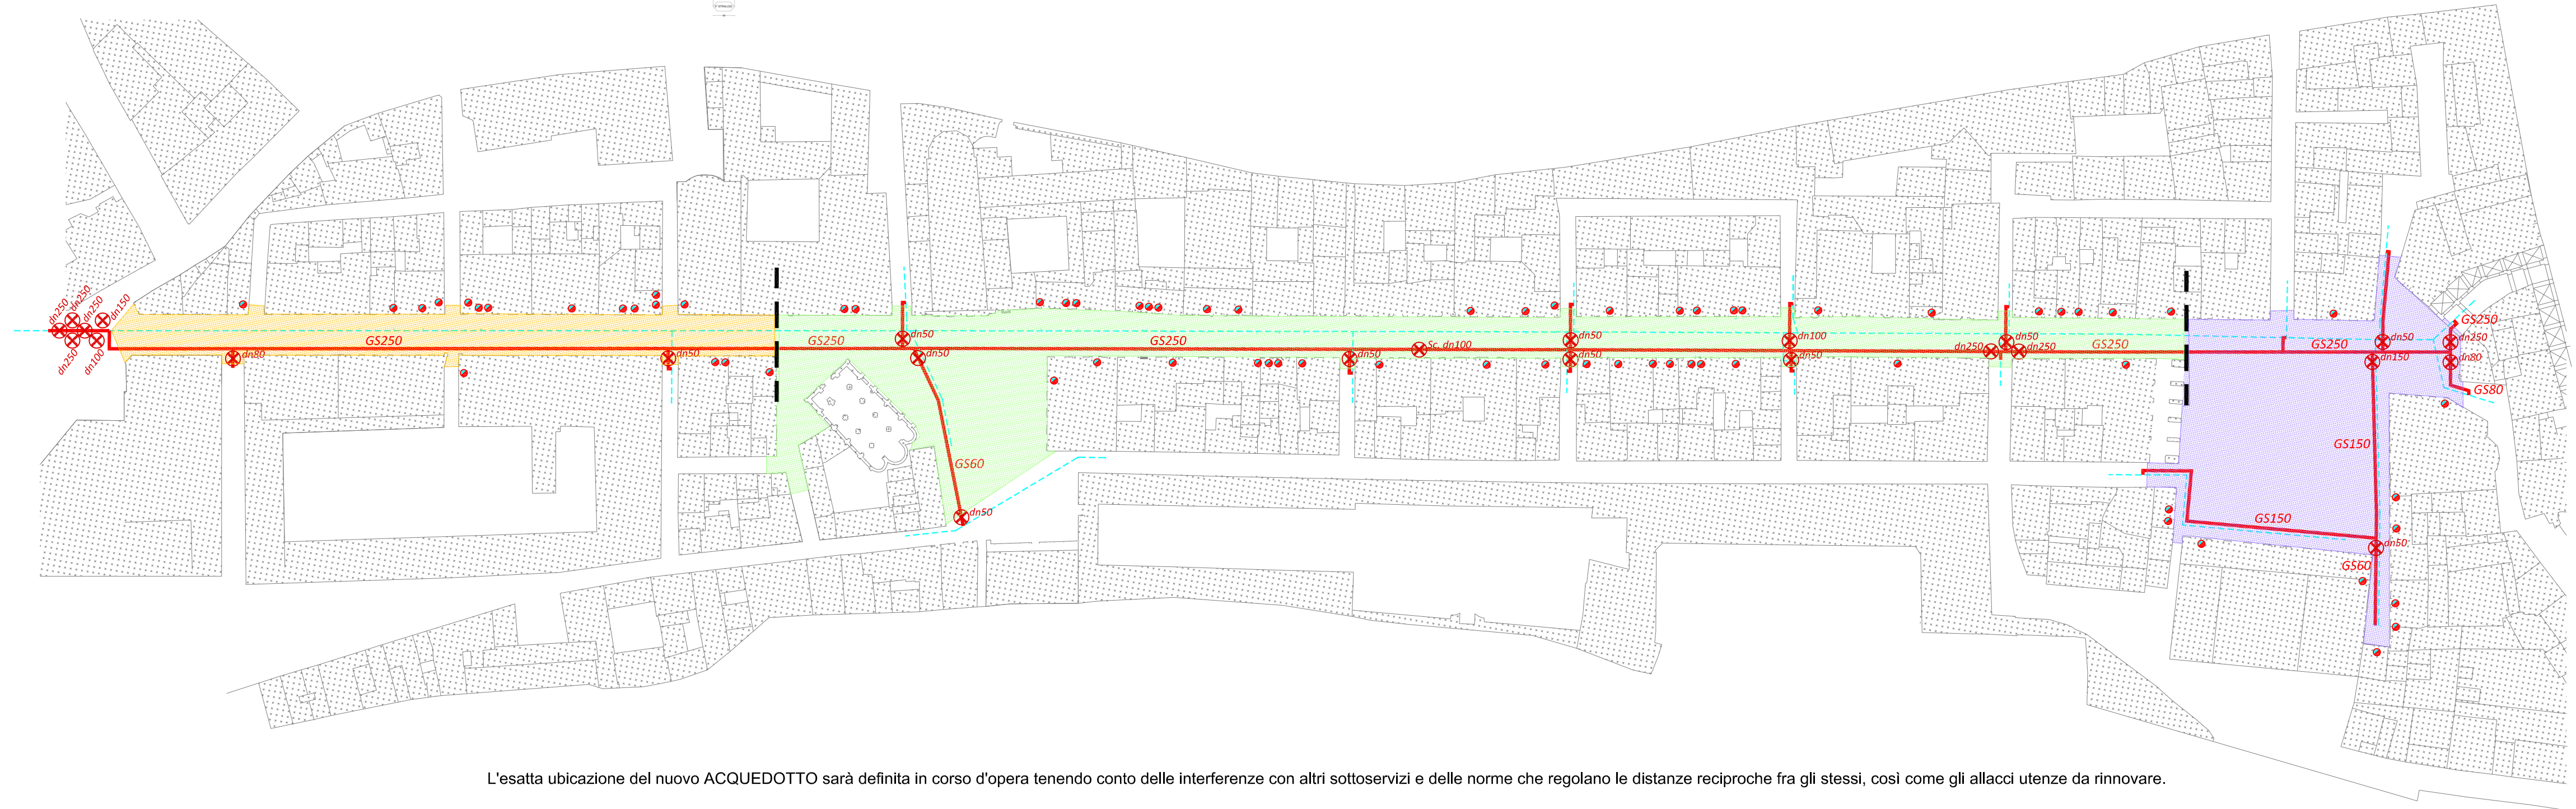 dn250
dn250
dn250
dn150
dn250
dn100
GS250
dn80
dn50
GS250
dn50
dn50
GS60
dn50
GS250
dn50
Sc. dn100
dn50
dn50
dn100
dn50
dn250
dn50
dn250
GS250
GS250
dn50
dn150
GS250
dn250
dn80
GS80
GS150
GS150
dn50
GS60
L'esatta ubicazione del nuovo ACQUEDOTTO sarà definita in corso d'opera tenendo conto delle interferenze con altri sottoservizi e delle norme che regolano le distanze reciproche fra gli stessi, così come gli allacci utenze da rinnovare.